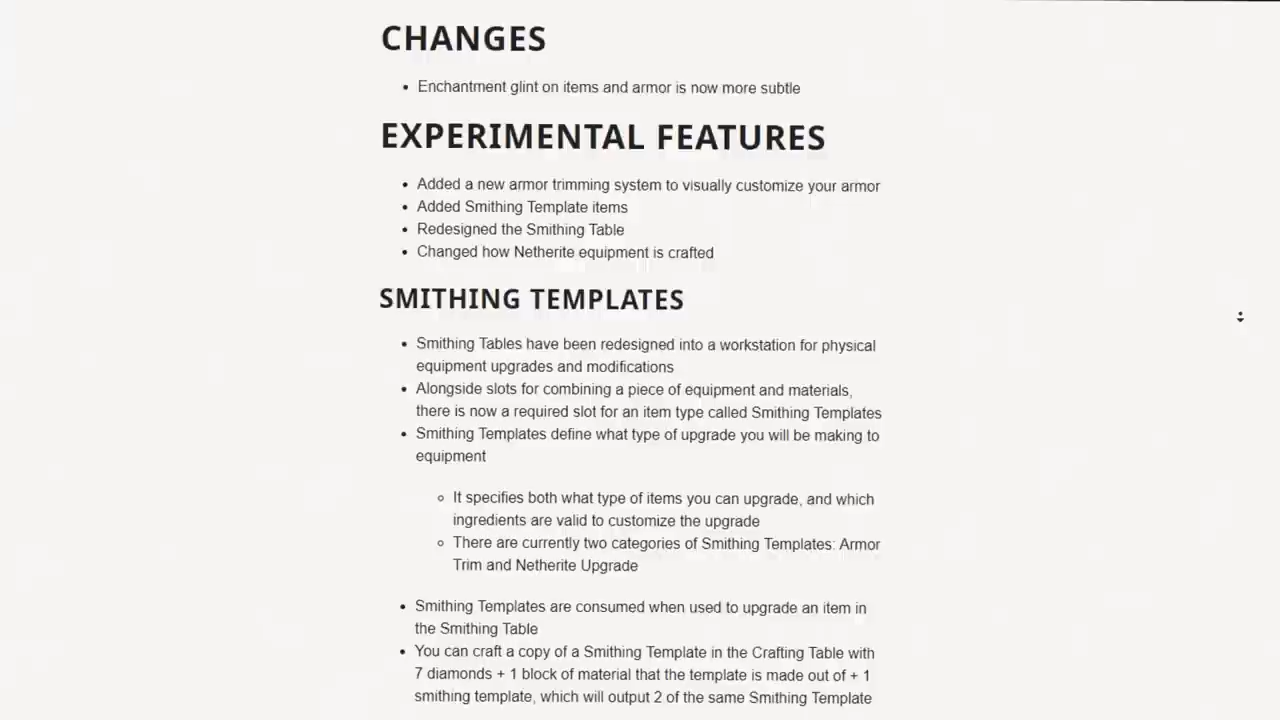 CHANGES
• Enchantment glint on items and armor is now more subtle
EXPERIMENTAL FEATURES
• Added a new armor trimming system to visually customize your armor
• Added Smithing Template items
• Redesigned the Smithing Table
• Changed how Netherite equipment is crafted
SMITHING TEMPLATES
• Smithing Tables have been redesigned into a workstation for physical
equipment upgrades and modifications
• Alongside slots for combining a piece of equipment and materials,
there is now a required slot for an item type called Smithing Templates
• Smithing Templates define what type of upgrade you will be making to
equipment
◦ It specifies both what type of items you can upgrade, and which
ingredients are valid to customize the upgrade
◦ There are currently two categories of Smithing Templates: Armor
Trim and Netherite Upgrade
• Smithing Templates are consumed when used to upgrade an item in
the Smithing Table
• You can craft a copy of a Smithing Template in the Crafting Table with
7 diamonds + 1 block of material that the template is made out of + 1
smithing template, which will output 2 of the same Smithing Template